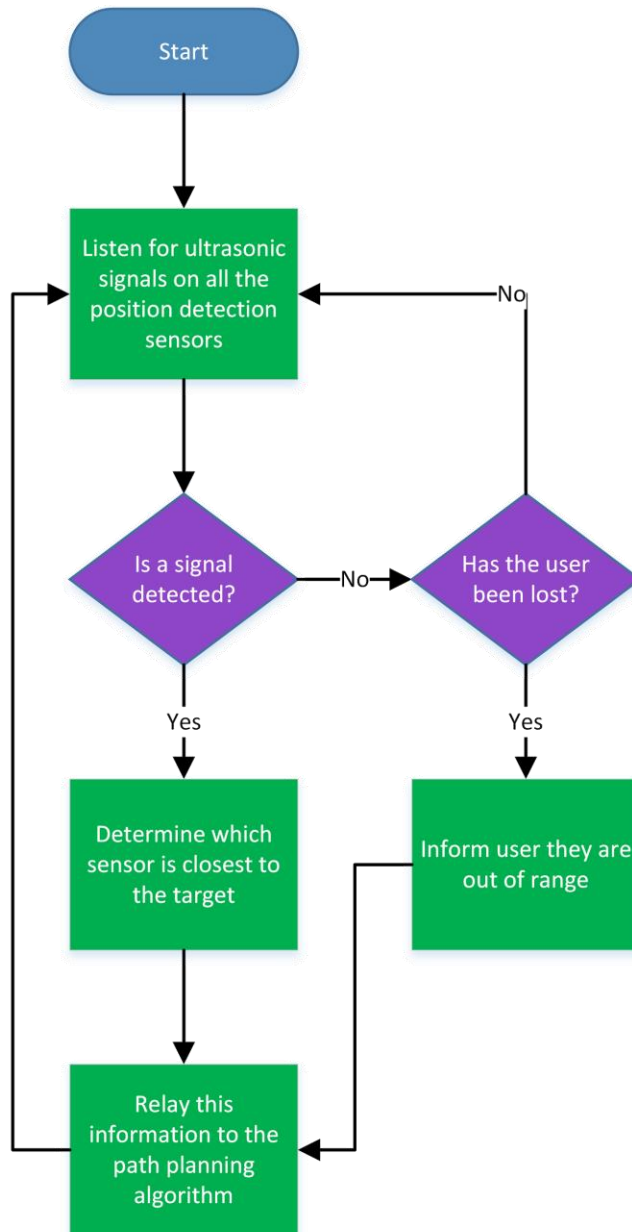 Start
Listen for ultrasonic
signals on all the
position detection
sensors
No
Is a signal
detected?
No
Has the user
been lost?
Yes
Yes
Determine which
sensor is closest to
the target
Inform user they are
out of range
Relay this
information to the
path planning
algorithm